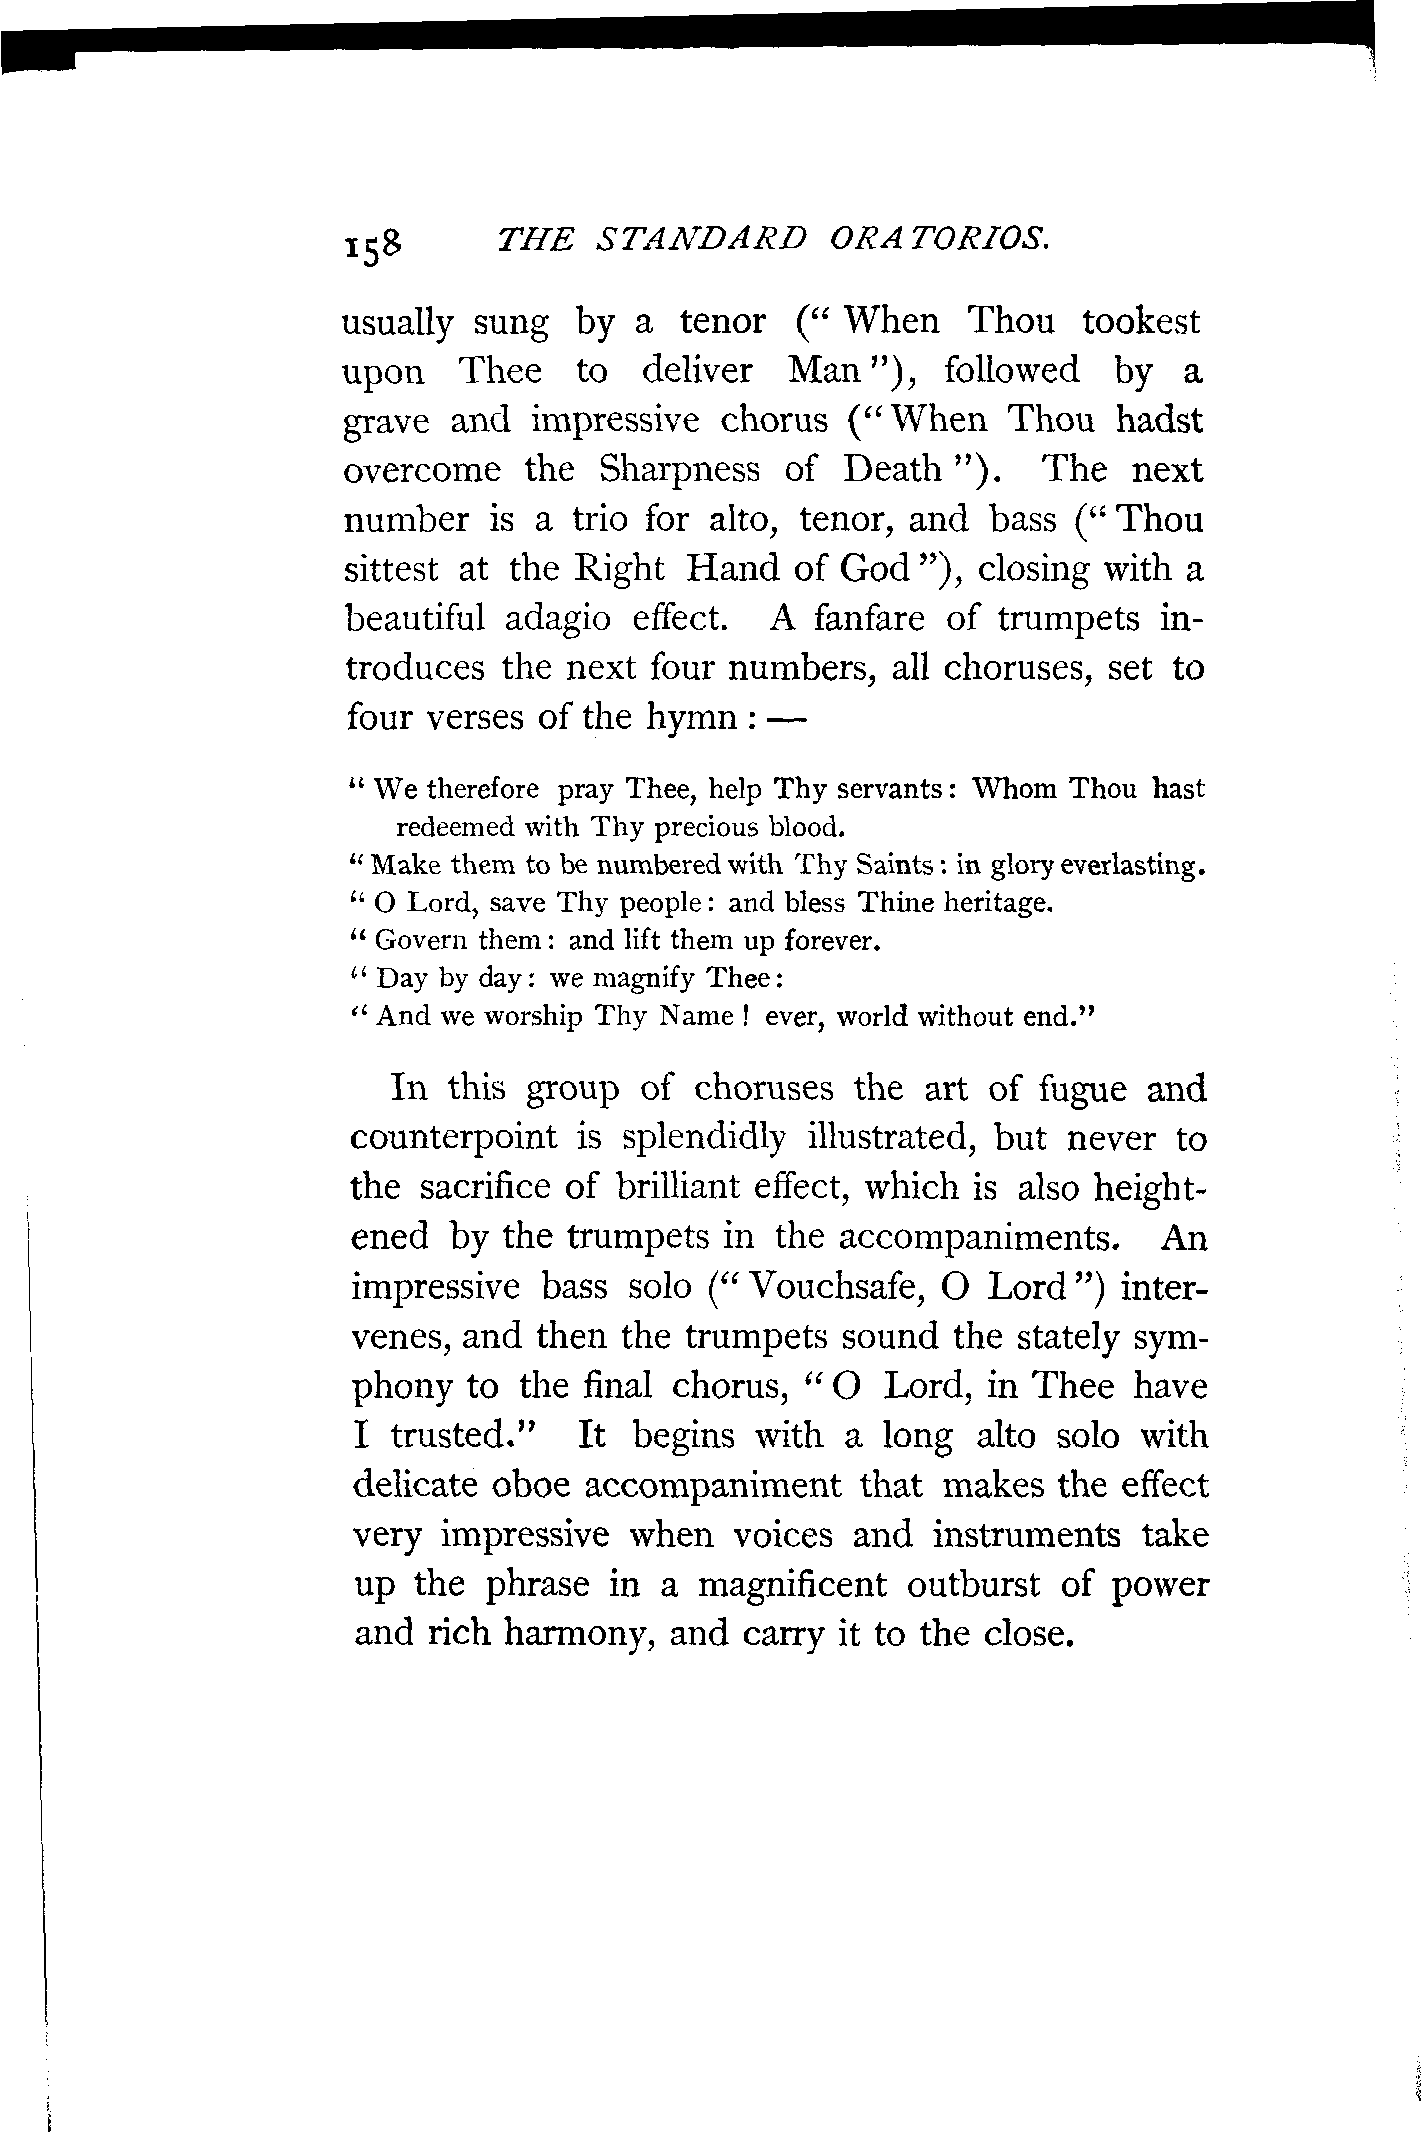 158 THE STANDARD ORATORIOS.
usually sung by a tenor (“ When Thou tookest
upon Thee to deliver Man ”), followed by a
grave and impressive chorus (“ When Thou hadst
overcome the Sharpness of Death ”). The next
number is a trio for alto, tenor, and bass (“ Thou
sittest at the Right Hand of God ”), closing with a
beautiful adagio effect. A fanfare of trumpets in-
troduces the next four numbers, all choruses, set to
four verses of the hymn : —
“ We therefore pray Thee, help Thy servants : Whom Thou hast
redeemed with Thy precious blood.
“ Make them to be numbered with Thy Saints : in glory everlasting.
“ O Lord, save Thy people : and bless Thine heritage.
“ Govern them : and lift them up forever.
“ Day by day : we magnify Thee :
“ And we worship Thy Name ! ever, world without end.”
In this group of choruses the art of fugue and
counterpoint is splendidly illustrated, but never to
the sacrifice of brilliant effect, which is also height-
ened by the trumpets in the accompaniments. An
impressive bass solo (“ Vouchsafe, O Lord ”) inter-
venes, and then the trumpets sound the stately sym-
phony to the final chorus, “ O Lord, in Thee have
I trusted.” It begins with a long alto solo with
delicate oboe accompaniment that makes the effect
very impressive when voices and instruments take
up the phrase in a magnificent outburst of power
and rich harmony, and carry it to the close.